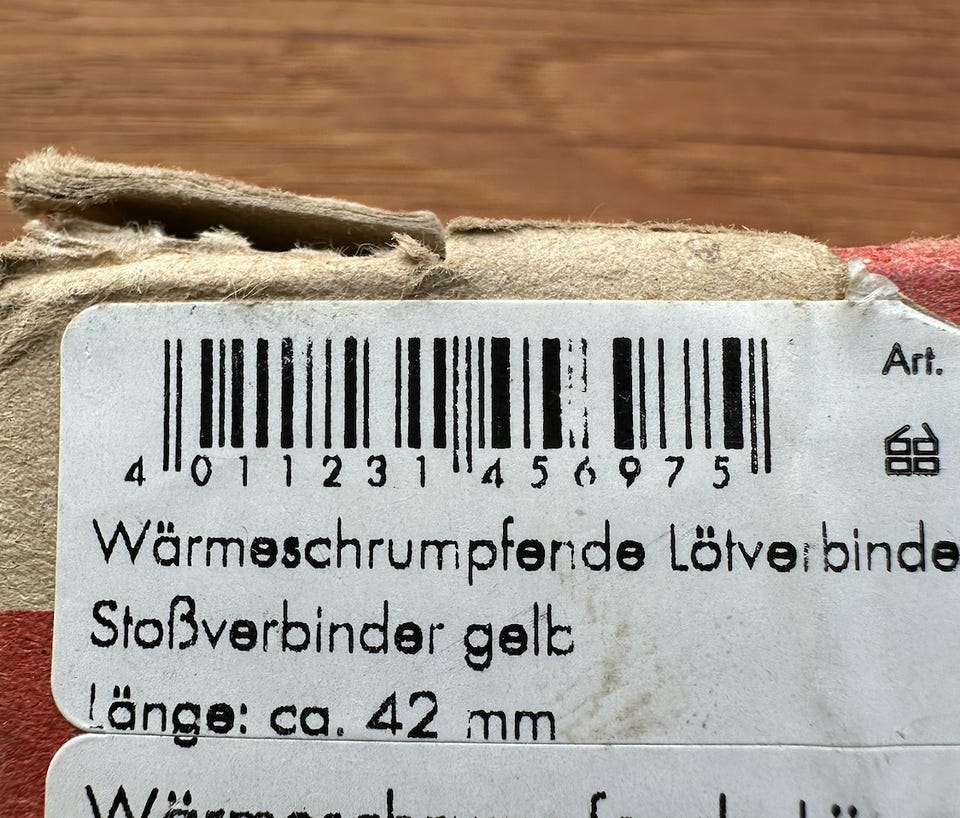 4 011231 456975
Art.
Wärmeschrumpfende Lötverbinde
Stoßverbinder gelb
Länge: ca. 42 mm